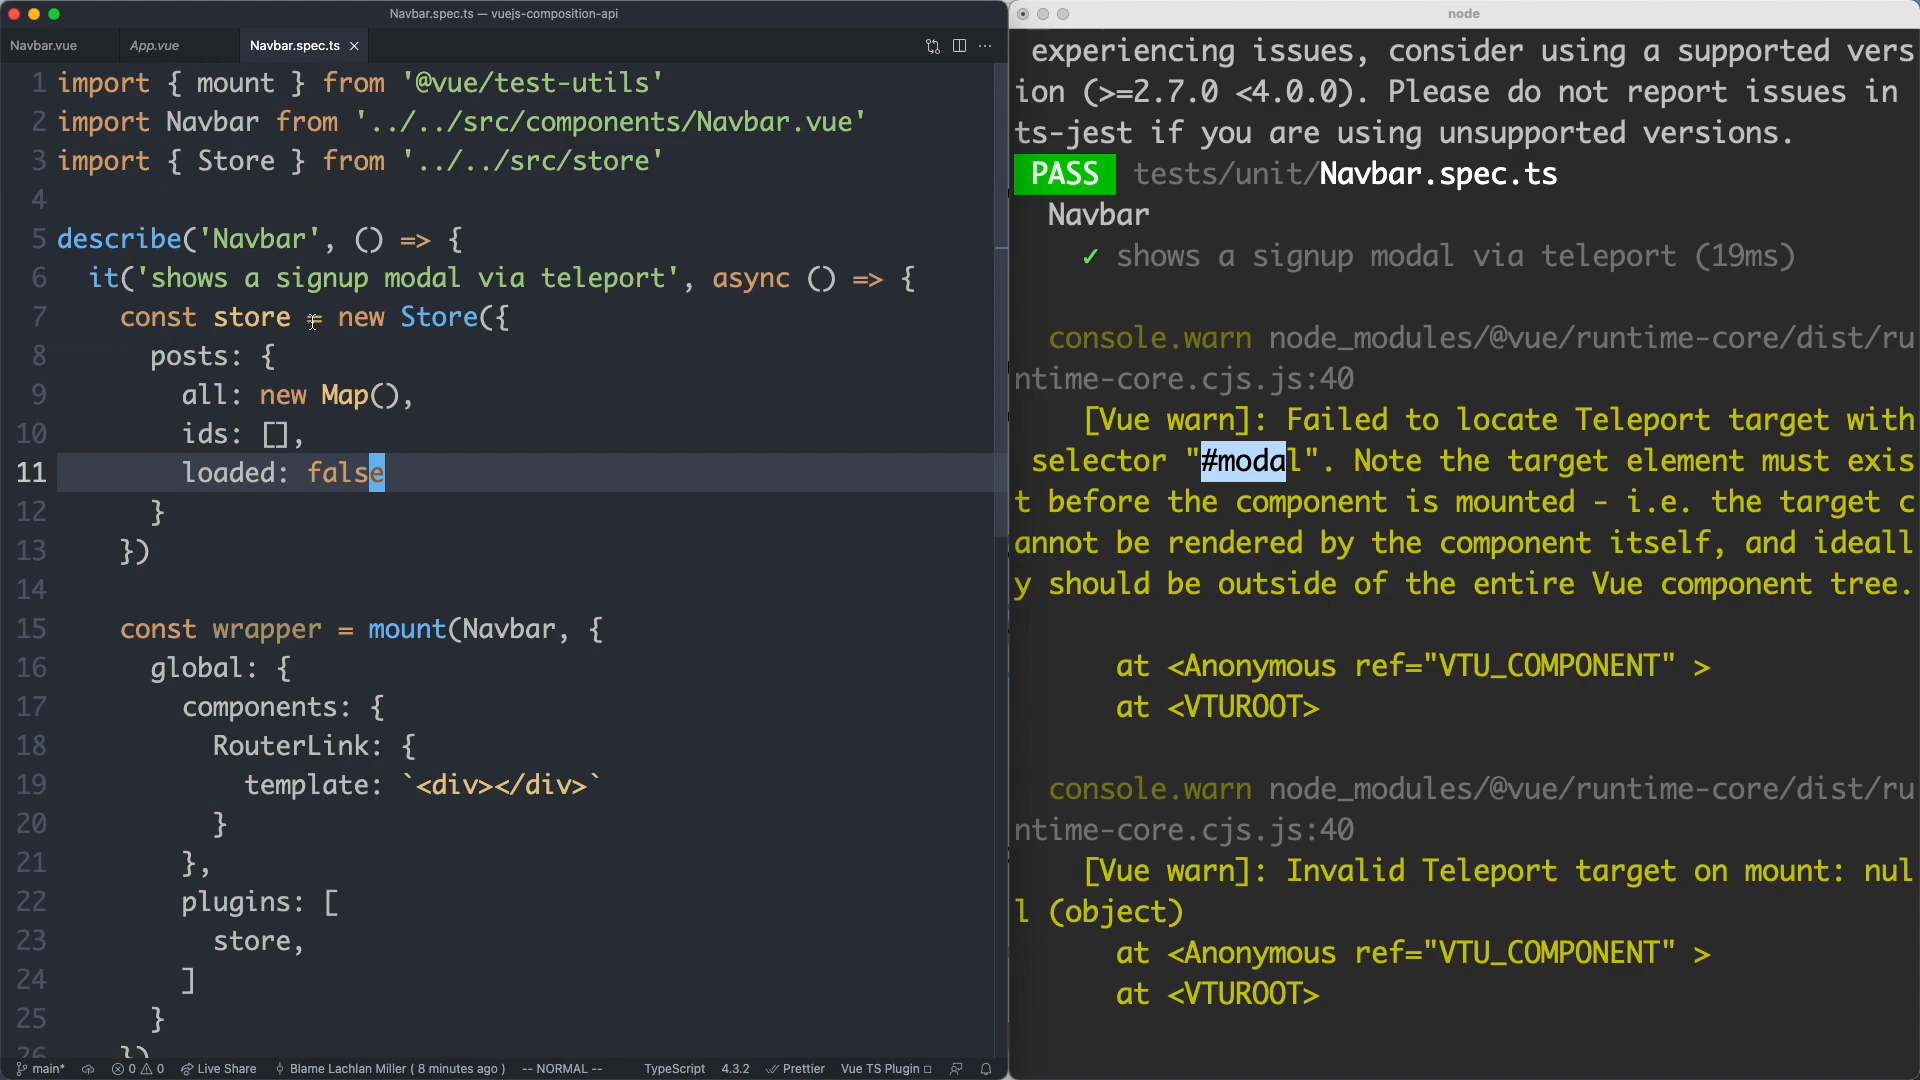 Navbar.spec.ts — vuejs-composition-api
Navbar.vue App.vue Navbar.spec.ts ×
1 import { mount } from '@vue/test-utils'
2 import Navbar from '../../src/components/Navbar.vue'
3 import { Store } from '../../src/store'
4
5 describe('Navbar', () => {
6 it('shows a signup modal via teleport', async () => {
7 const store = new Store({
8 posts: {
9 all: new Map(),
10 ids: [],
11 loaded: false
12 }
13 })
14
15 const wrapper = mount(Navbar, {
16 global: {
17 components: {
18 RouterLink: {
19 template: `<div></div>`
20 }
21 },
22 plugins: [
23 store,
24 ]
25 }
26 })
main* 0 0 Live Share Blame Lachlan Miller ( 8 minutes ago ) -- NORMAL -- TypeScript 4.3.2 Prettier Vue TS Plugin
node
experiencing issues, consider using a supported vers
ion (>=2.7.0 <4.0.0). Please do not report issues in
ts-jest if you are using unsupported versions.
PASS tests/unit/Navbar.spec.ts
Navbar
✓ shows a signup modal via teleport (19ms)
console.warn node_modules/@vue/runtime-core/dist/ru
ntime-core.cjs.js:40
[Vue warn]: Failed to locate Teleport target with
selector "#modal". Note the target element must exis
t before the component is mounted - i.e. the target c
annot be rendered by the component itself, and ideall
y should be outside of the entire Vue component tree.
at <Anonymous ref="VTU_COMPONENT" >
at <VTUROOT>
console.warn node_modules/@vue/runtime-core/dist/ru
ntime-core.cjs.js:40
[Vue warn]: Invalid Teleport target on mount: nul
l (object)
at <Anonymous ref="VTU_COMPONENT" >
at <VTUROOT>